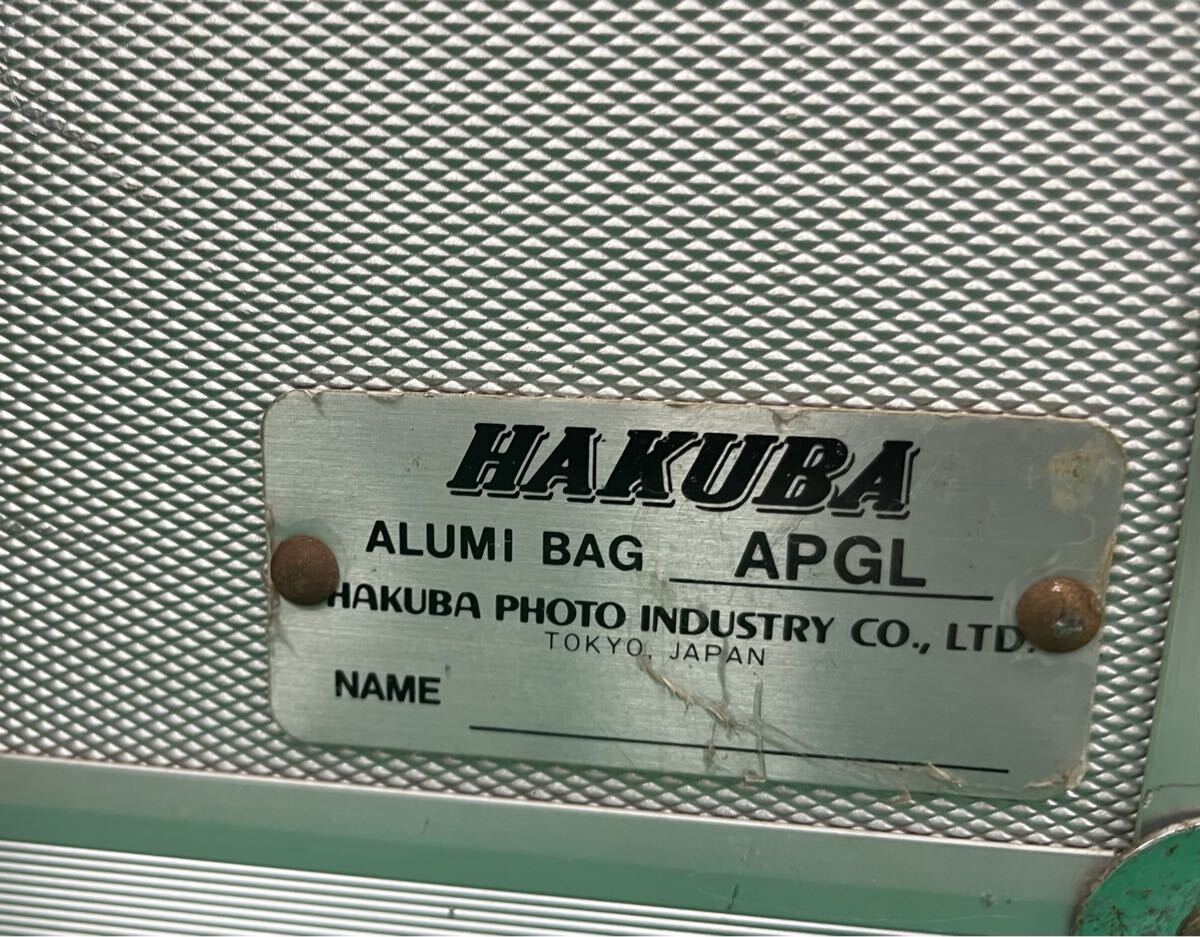 HAKUBA
ALUMi BAG APGL
HAKUBA PHOTO INDUSTRY CO., LTD.
TOKYO, JAPAN
NAME